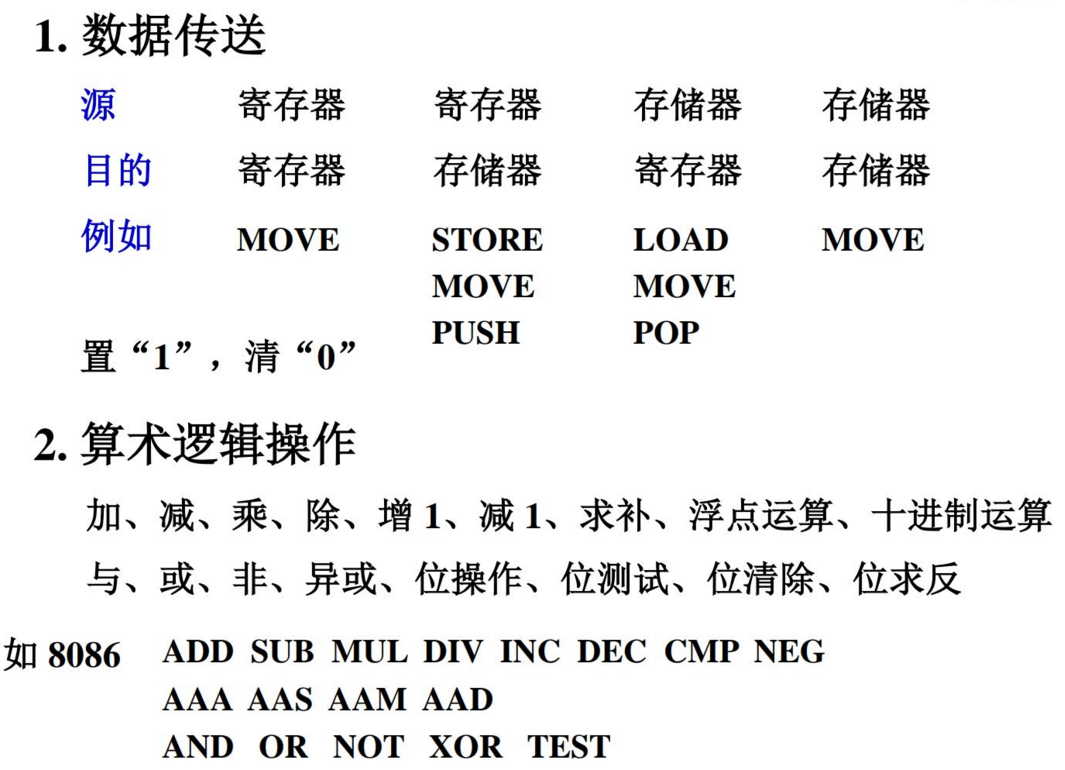 1. 数据传送
源 寄存器 寄存器 存储器 存储器
目的 寄存器 存储器 寄存器 存储器
例如 MOVE STORE LOAD MOVE
MOVE MOVE
PUSH POP
置“1”，清“0”
2. 算术逻辑操作
加、减、乘、除、增 1、减 1、求补、浮点运算、十进制运算
与、或、非、异或、位操作、位测试、位清除、位求反
如 8086 ADD SUB MUL DIV INC DEC CMP NEG
AAA AAS AAM AAD
AND OR NOT XOR TEST